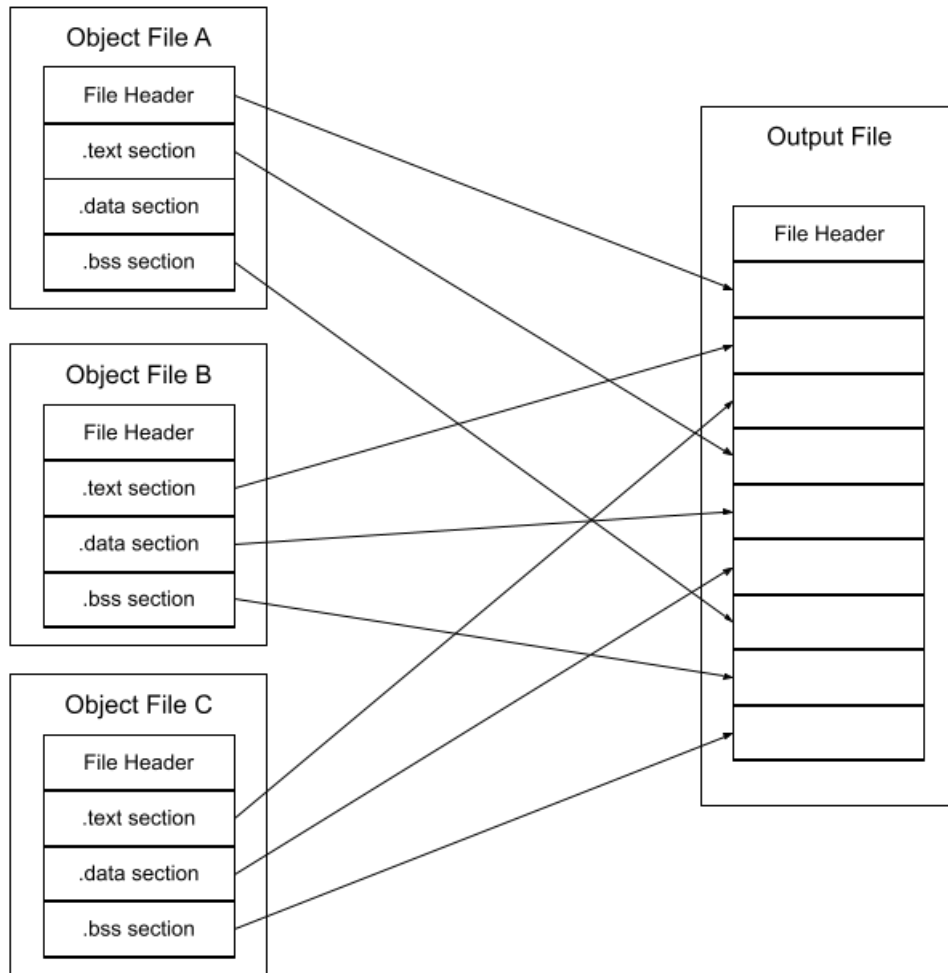 Object File A
File Header
.text section
.data section
.bss section
Object File B
File Header
.text section
.data section
.bss section
Object File C
File Header
.text section
.data section
.bss section
Output File
File Header